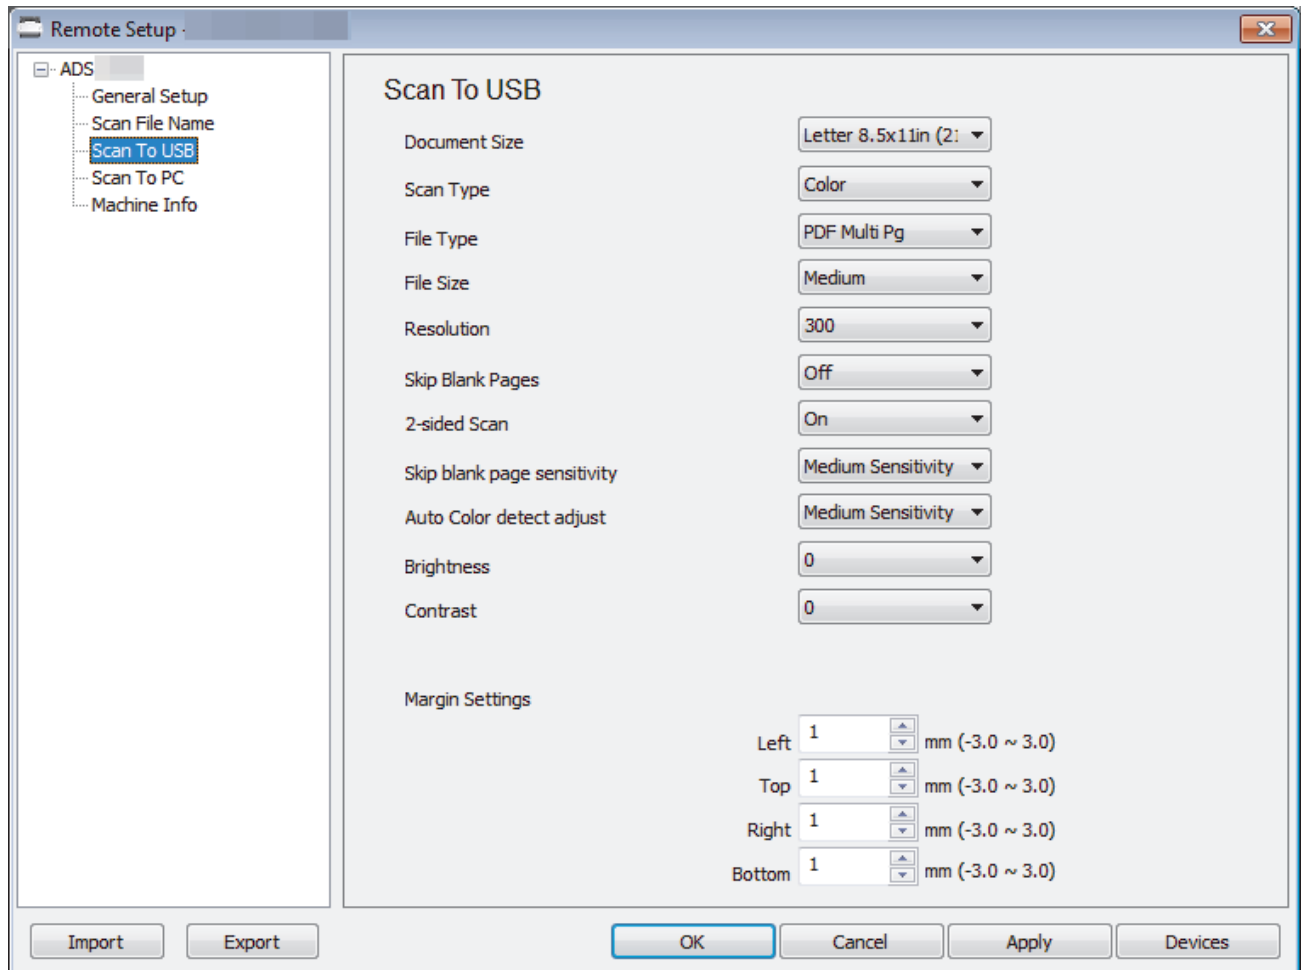 Remote Setup -
ADS
General Setup
Scan File Name
Scan To USB
Scan To PC
Machine Info
Scan To USB
Document Size Letter 8.5x11in (21
Scan Type Color
File Type PDF Multi Pg
File Size Medium
Resolution 300
Skip Blank Pages Off
2-sided Scan On
Skip blank page sensitivity Medium Sensitivity
Auto Color detect adjust Medium Sensitivity
Brightness 0
Contrast 0
Margin Settings
Left 1 mm (-3.0 ~ 3.0)
Top 1 mm (-3.0 ~ 3.0)
Right 1 mm (-3.0 ~ 3.0)
Bottom 1 mm (-3.0 ~ 3.0)
Import Export OK Cancel Apply Devices